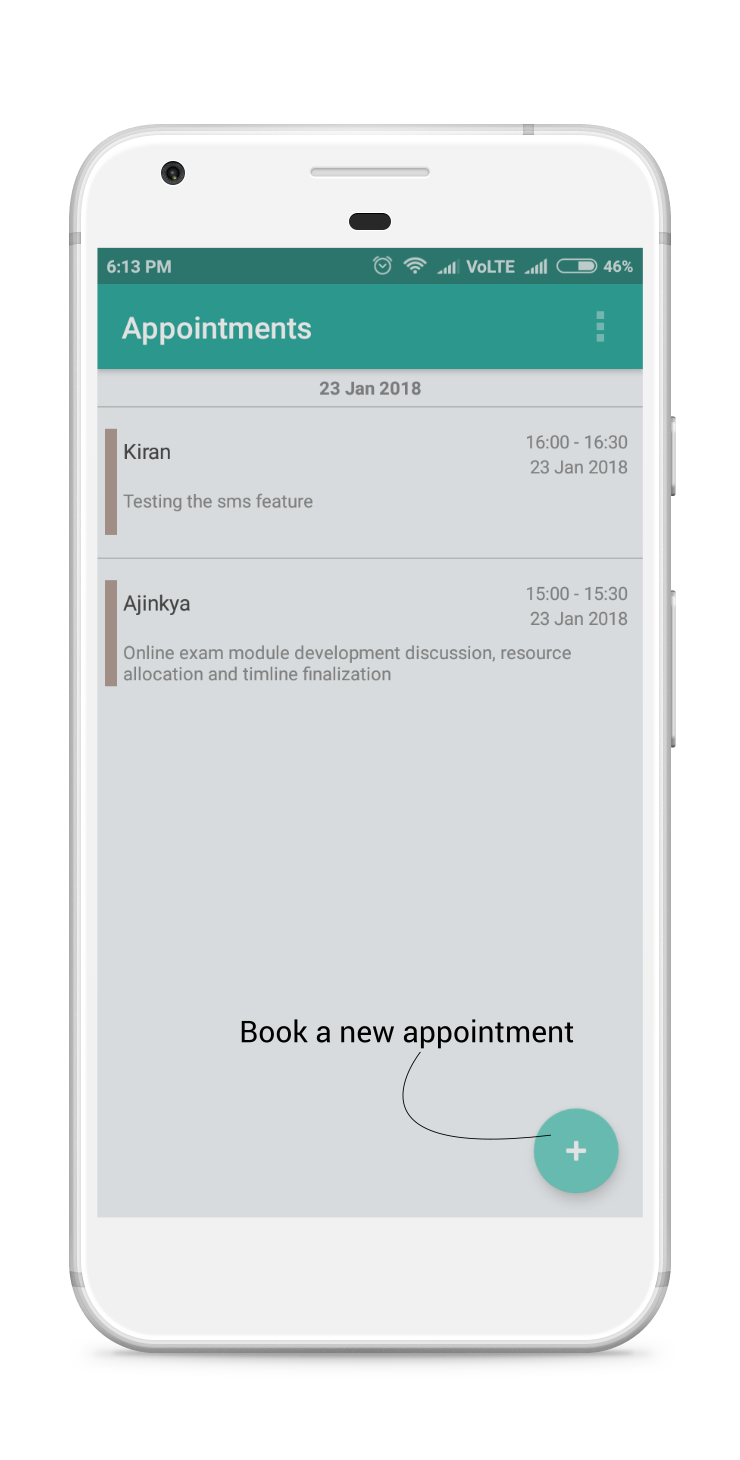 6:13 PM VoLTE 46%
Appointments
23 Jan 2018
Kiran 16:00 - 16:30
23 Jan 2018
Testing the sms feature
Ajinkya 15:00 - 15:30
23 Jan 2018
Online exam module development discussion, resource
allocation and timline finalization
Book a new appointment
+